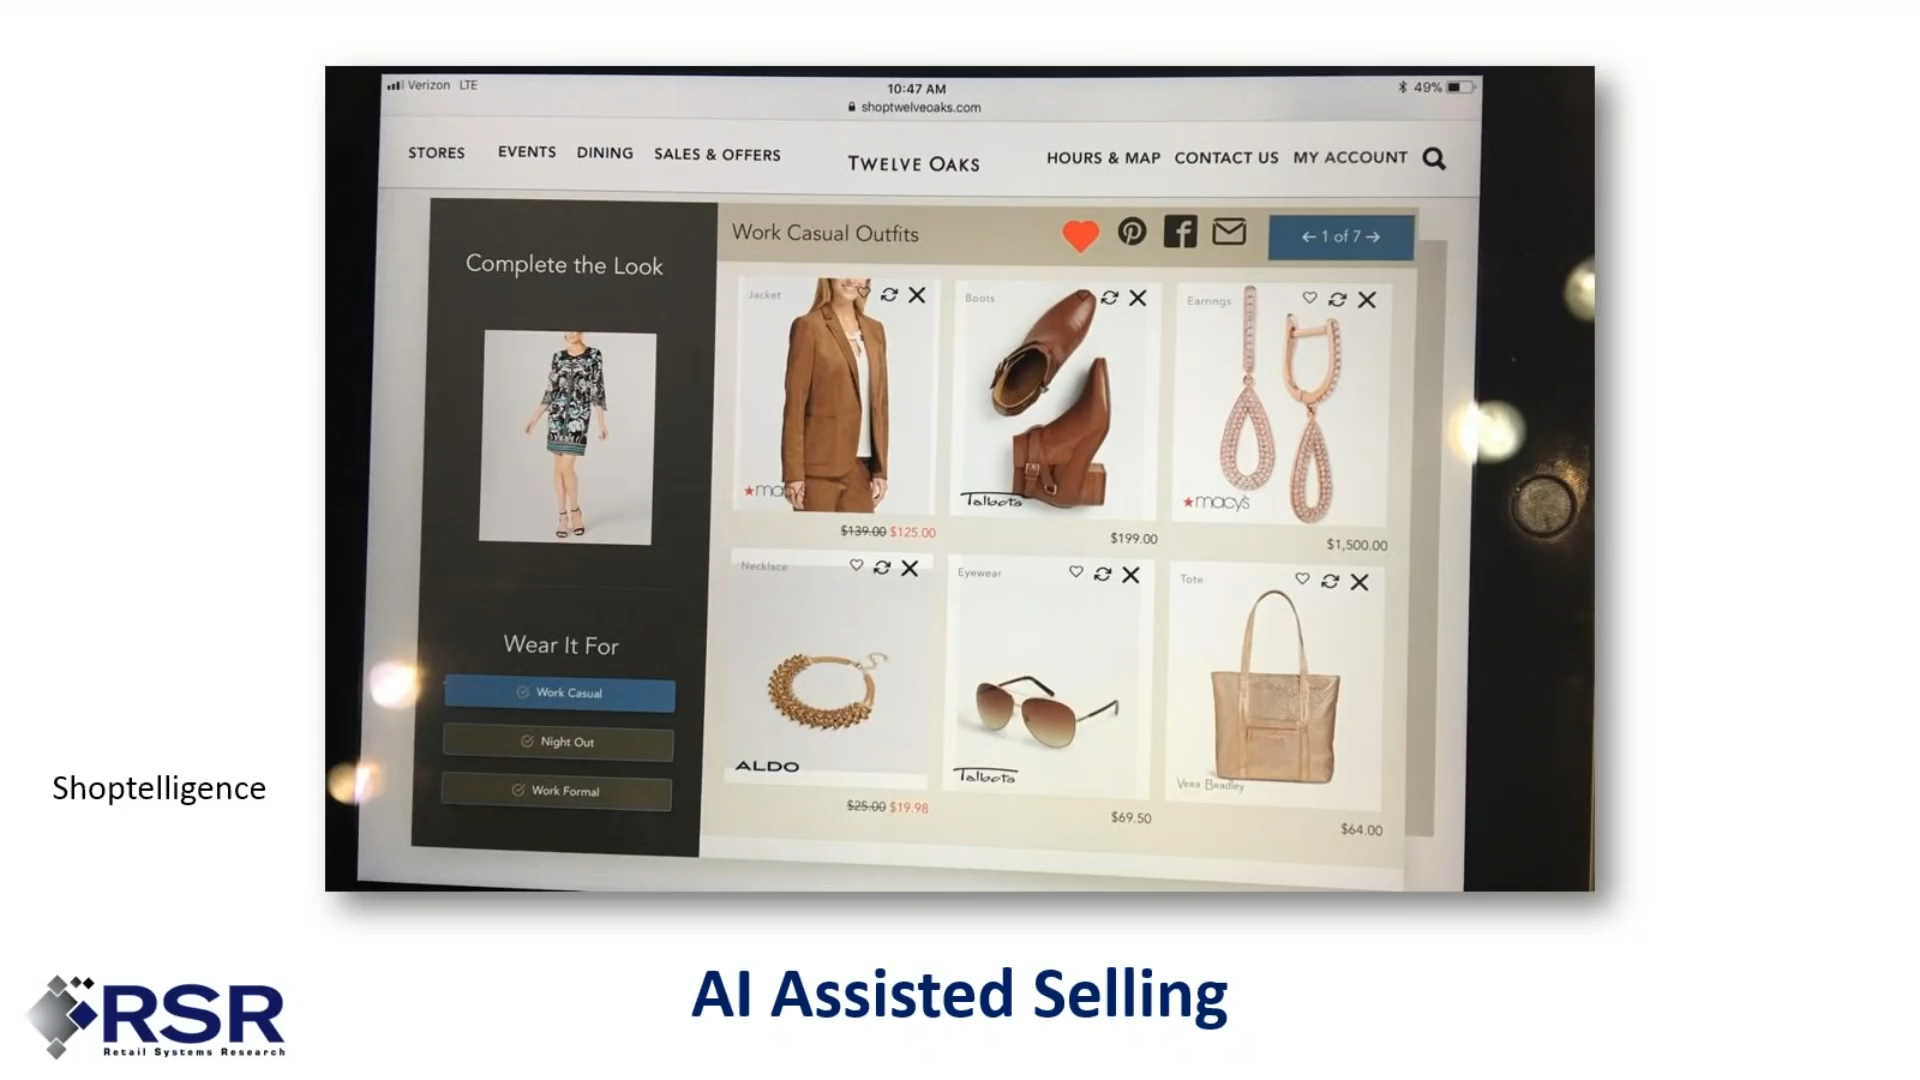 Verizon LTE
10:47 AM
49%
shoptwelveoaks.com
STORES EVENTS DINING SALES & OFFERS
TWELVE OAKS
HOURS & MAP CONTACT US MY ACCOUNT
Complete the Look
Wear It For
Work Casual
Night Out
Work Formal
Work Casual Outfits
1 of 7
Jacket
macy's
$139.00 $125.00
Boots
Talbots
$199.00
Earrings
macy's
$1,500.00
Necklace
ALDO
$25.00 $19.98
Eyewear
Talbots
$69.50
Tote
Vera Bradley
$64.00
Shoptelligence
RSR
Retail Systems Research
AI Assisted Selling